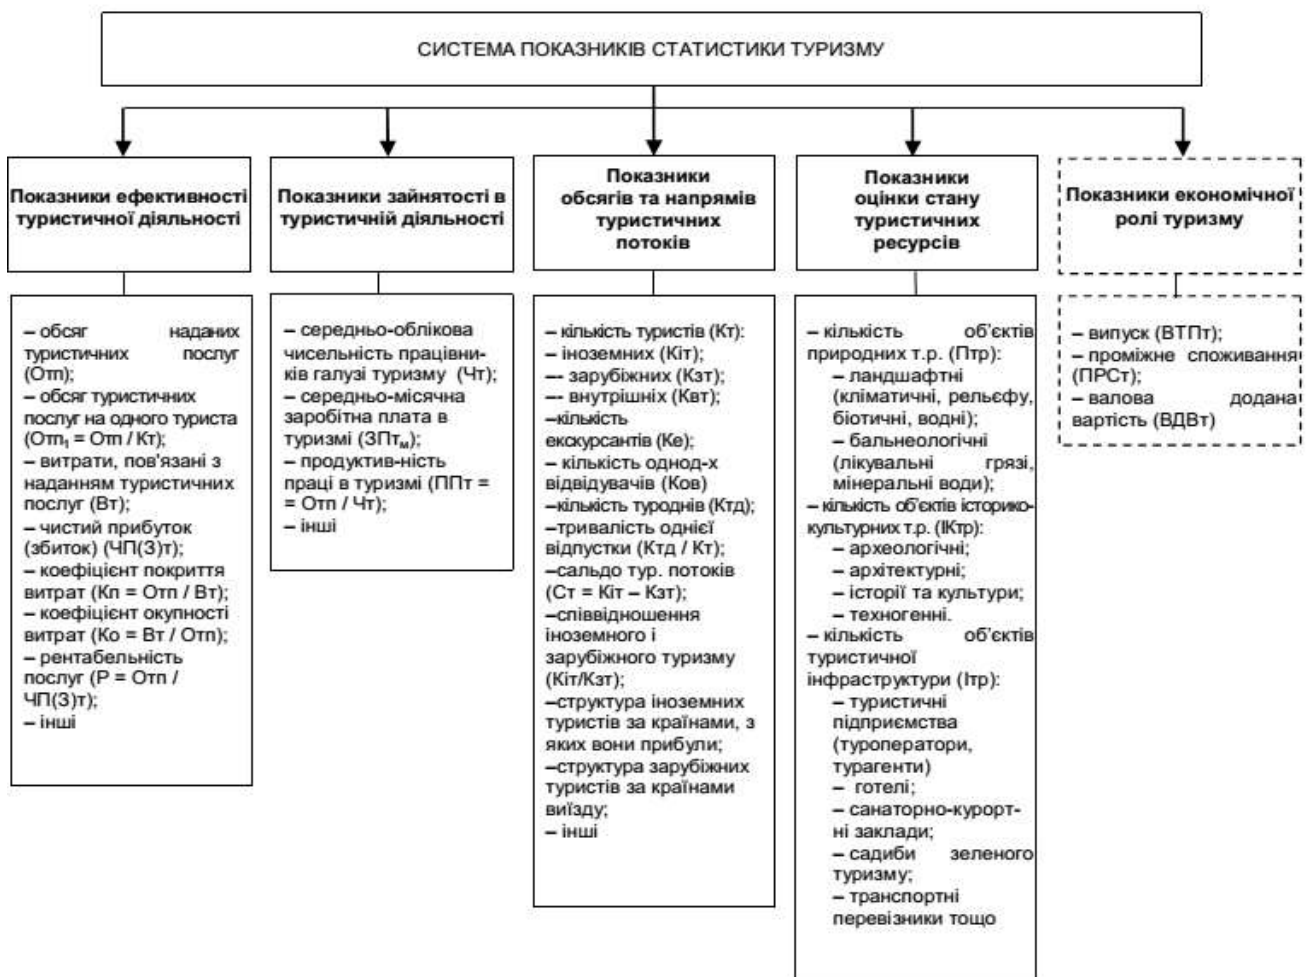 СИСТЕМА ПОКАЗНИКІВ СТАТИСТИКИ ТУРИЗМУ
Показники ефективності
туристичної діяльності
– обсяг наданих
туристичних послуг
(Отп);
– обсяг туристичних
послуг на одного туриста
(Отп₁ = Отп / Кт);
– витрати, пов'язані з
наданням туристичних
послуг (Вт);
– чистий прибуток
(збиток) (ЧП(З)т);
– коефіцієнт покриття
витрат (Кп = Отп / Вт);
– коефіцієнт окупності
витрат (Ко = Вт / Отп);
– рентабельність
послуг (Р = Отп /
ЧП(З)т);
– інші
Показники зайнятості в
туристичній діяльності
– середньо-облікова
чисельність працівни-
ків галузі туризму (Чт);
– середньо-місячна
заробітна плата в
туризмі (ЗПтм);
– продуктив-ність
праці в туризмі (ППт =
= Отп / Чт);
– інші
Показники
обсягів та напрямів
туристичних
потоків
– кількість туристів (Кт):
– іноземних (Кіт);
–- зарубіжних (Кзт);
–- внутрішніх (Квт);
–кількість
екскурсантів (Ке);
– кількість однод-х
відвідувачів (Ков)
–кількість туроднів (Ктд);
–тривалість однієї
відпустки (Ктд / Кт);
–сальдо тур. потоків
(Ст = Кіт – Кзт);
–співвідношення
іноземного і
зарубіжного туризму
(Кіт/Кзт);
–структура іноземних
туристів за країнами, з
яких вони прибули;
–структура зарубіжних
туристів за країнами
виїзду;
– інші
Показники
оцінки стану
туристичних
ресурсів
– кількість об'єктів
природних т.р. (Птр):
– ландшафтні
(кліматичні, рельєфу,
біотичні, водні);
– бальнеологічні
(лікувальні грязі,
мінеральні води);
– кількість об'єктів історико-
культурних т.р. (ІКтр):
– археологічні;
– архітектурні;
– історії та культури;
– техногенні.
– кількість об'єктів
туристичної
інфраструктури (Ітр):
– туристичні
підприємства
(туроператори,
турагенти)
– готелі;
– санаторно-курорт-
ні заклади;
– садиби зеленого
туризму;
– транспортні
перевізники тощо
Показники економічної
ролі туризму
– випуск (ВТПт);
– проміжне споживання
(ПРСт);
– валова додана
вартість (ВДВт)